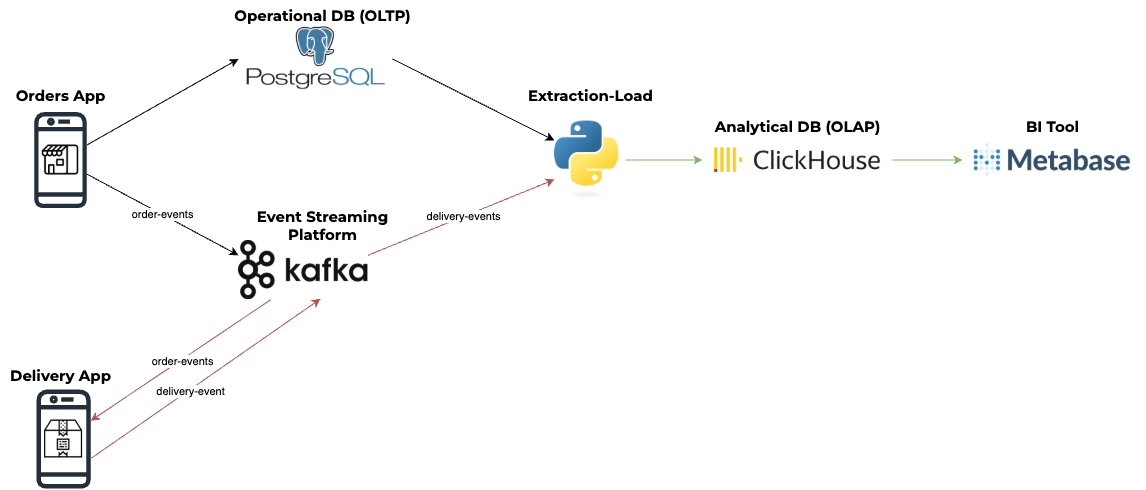 Operational DB (OLTP)
PostgreSQL
Orders App
Extraction-Load
Analytical DB (OLAP)
ClickHouse
BI Tool
Metabase
order-events
Event Streaming
Platform
kafka
delivery-events
order-events
delivery-event
Delivery App